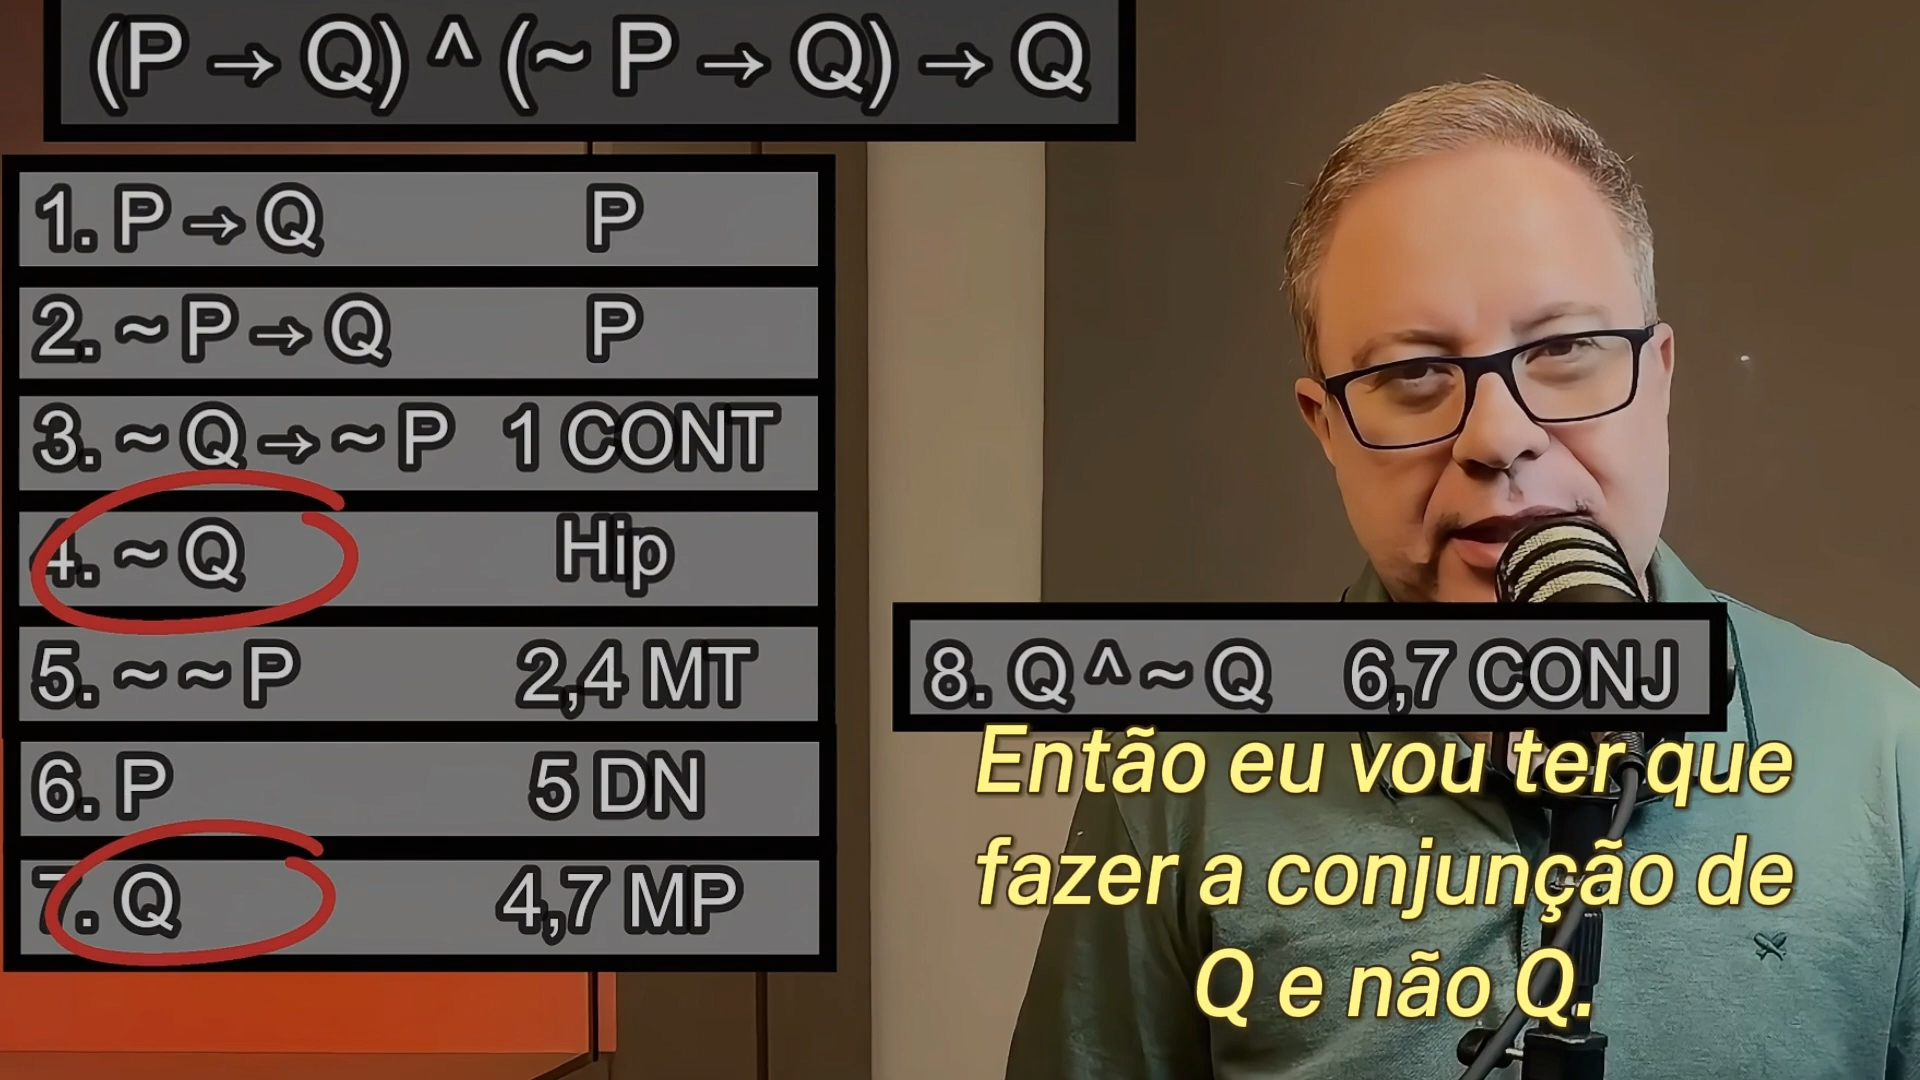 (P → Q) ^ (~ P → Q) → Q
1. P → Q P
2. ~ P → Q P
3. ~ Q → ~ P 1 CONT
4. ~ Q Hip
5. ~ ~ P 2,4 MT
6. P 5 DN
7. Q 4,7 MP
8. Q ^ ~ Q 6,7 CONJ
Então eu vou ter que
fazer a conjunção de
Q e não Q.